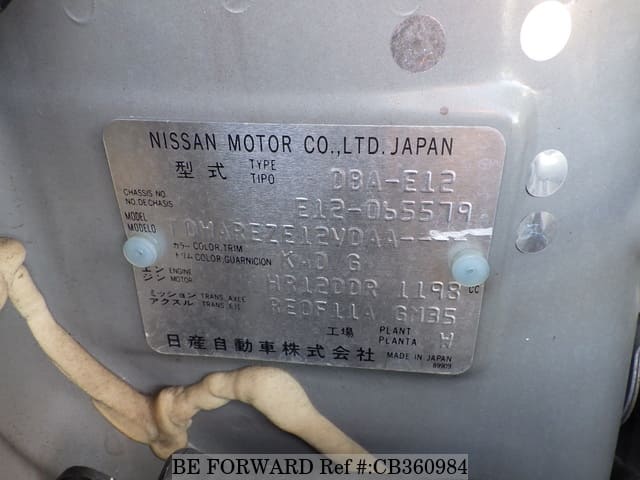 NISSAN MOTOR CO.,LTD. JAPAN
型式 TYPE TIPO DBA-E12
CHASSIS NO. NO.DE CHASIS E12-065579
MODEL MODELO TDMAREZE12VDAA----
カラー COLOR,TRIM
トリム COLOR,GUARNICION KAD G
エンジン ENGINE MOTOR HR12DDR 1198 CC
ミッション TRANS. AXLE
アクスル TRANS. EJE REOF11A GM35
工場 PLANT PLANTA W
日産自動車株式会社 MADE IN JAPAN
89909
BE FORWARD Ref #:CB360984